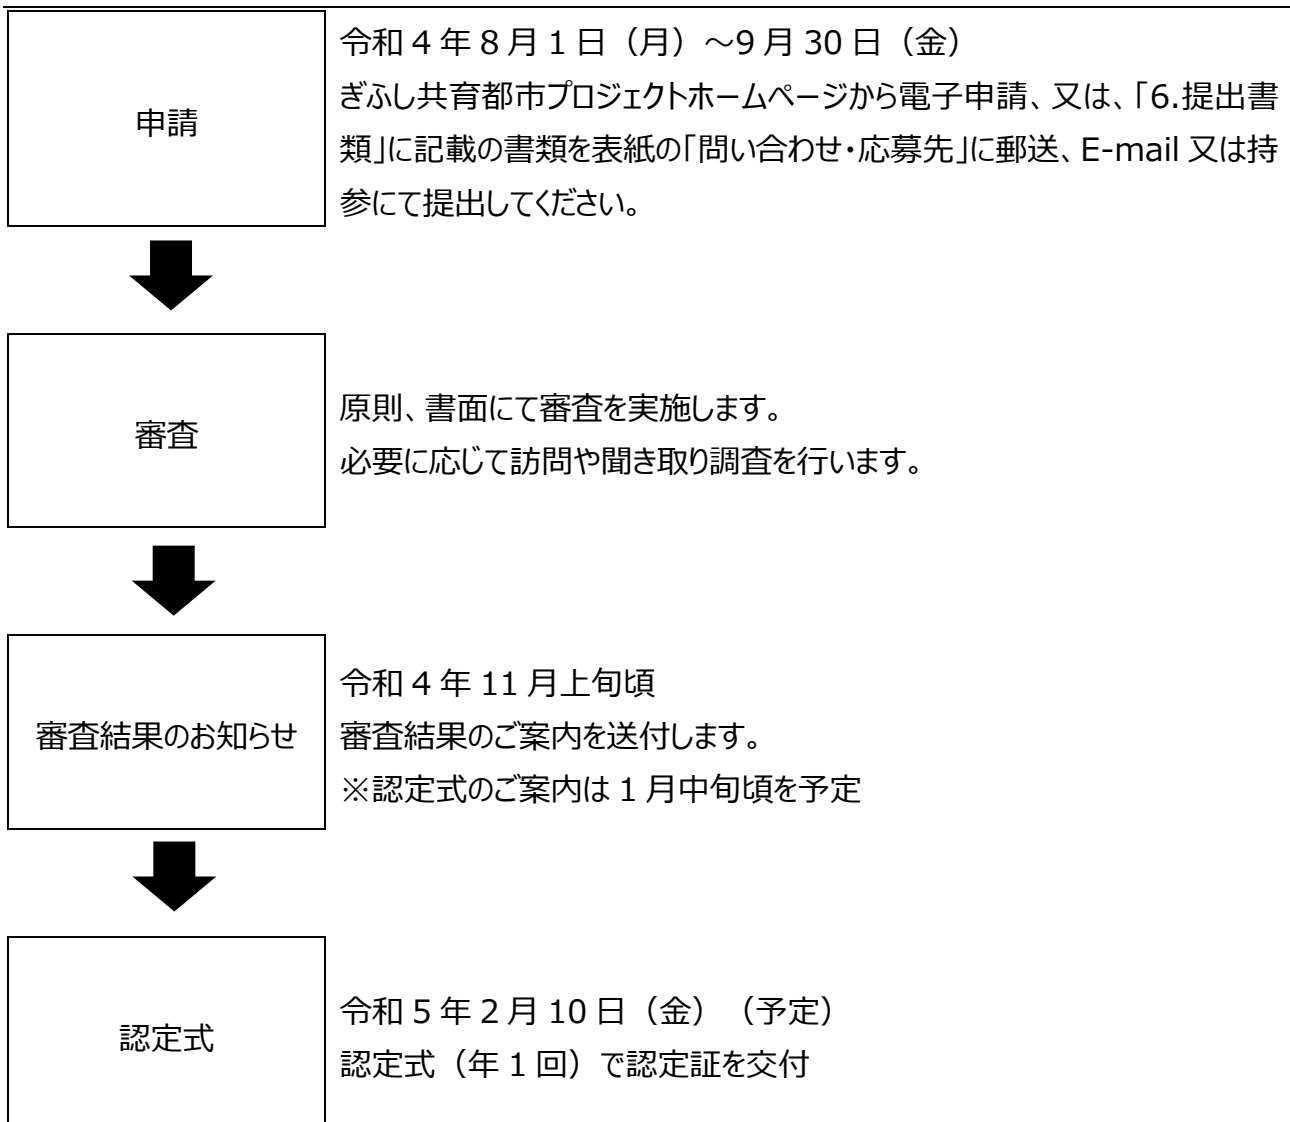 申請
令和 4 年 8 月 1 日（月）～9 月 30 日（金）
ぎふし共育都市プロジェクトホームページから電子申請、又は、「6.提出書
類」に記載の書類を表紙の「問い合わせ・応募先」に郵送、E-mail 又は持
参にて提出してください。
審査
原則、書面にて審査を実施します。
必要に応じて訪問や聞き取り調査を行います。
審査結果のお知らせ
令和 4 年 11 月上旬頃
審査結果のご案内を送付します。
※認定式のご案内は 1 月中旬頃を予定
認定式
令和 5 年 2 月 10 日（金）（予定）
認定式（年 1 回）で認定証を交付